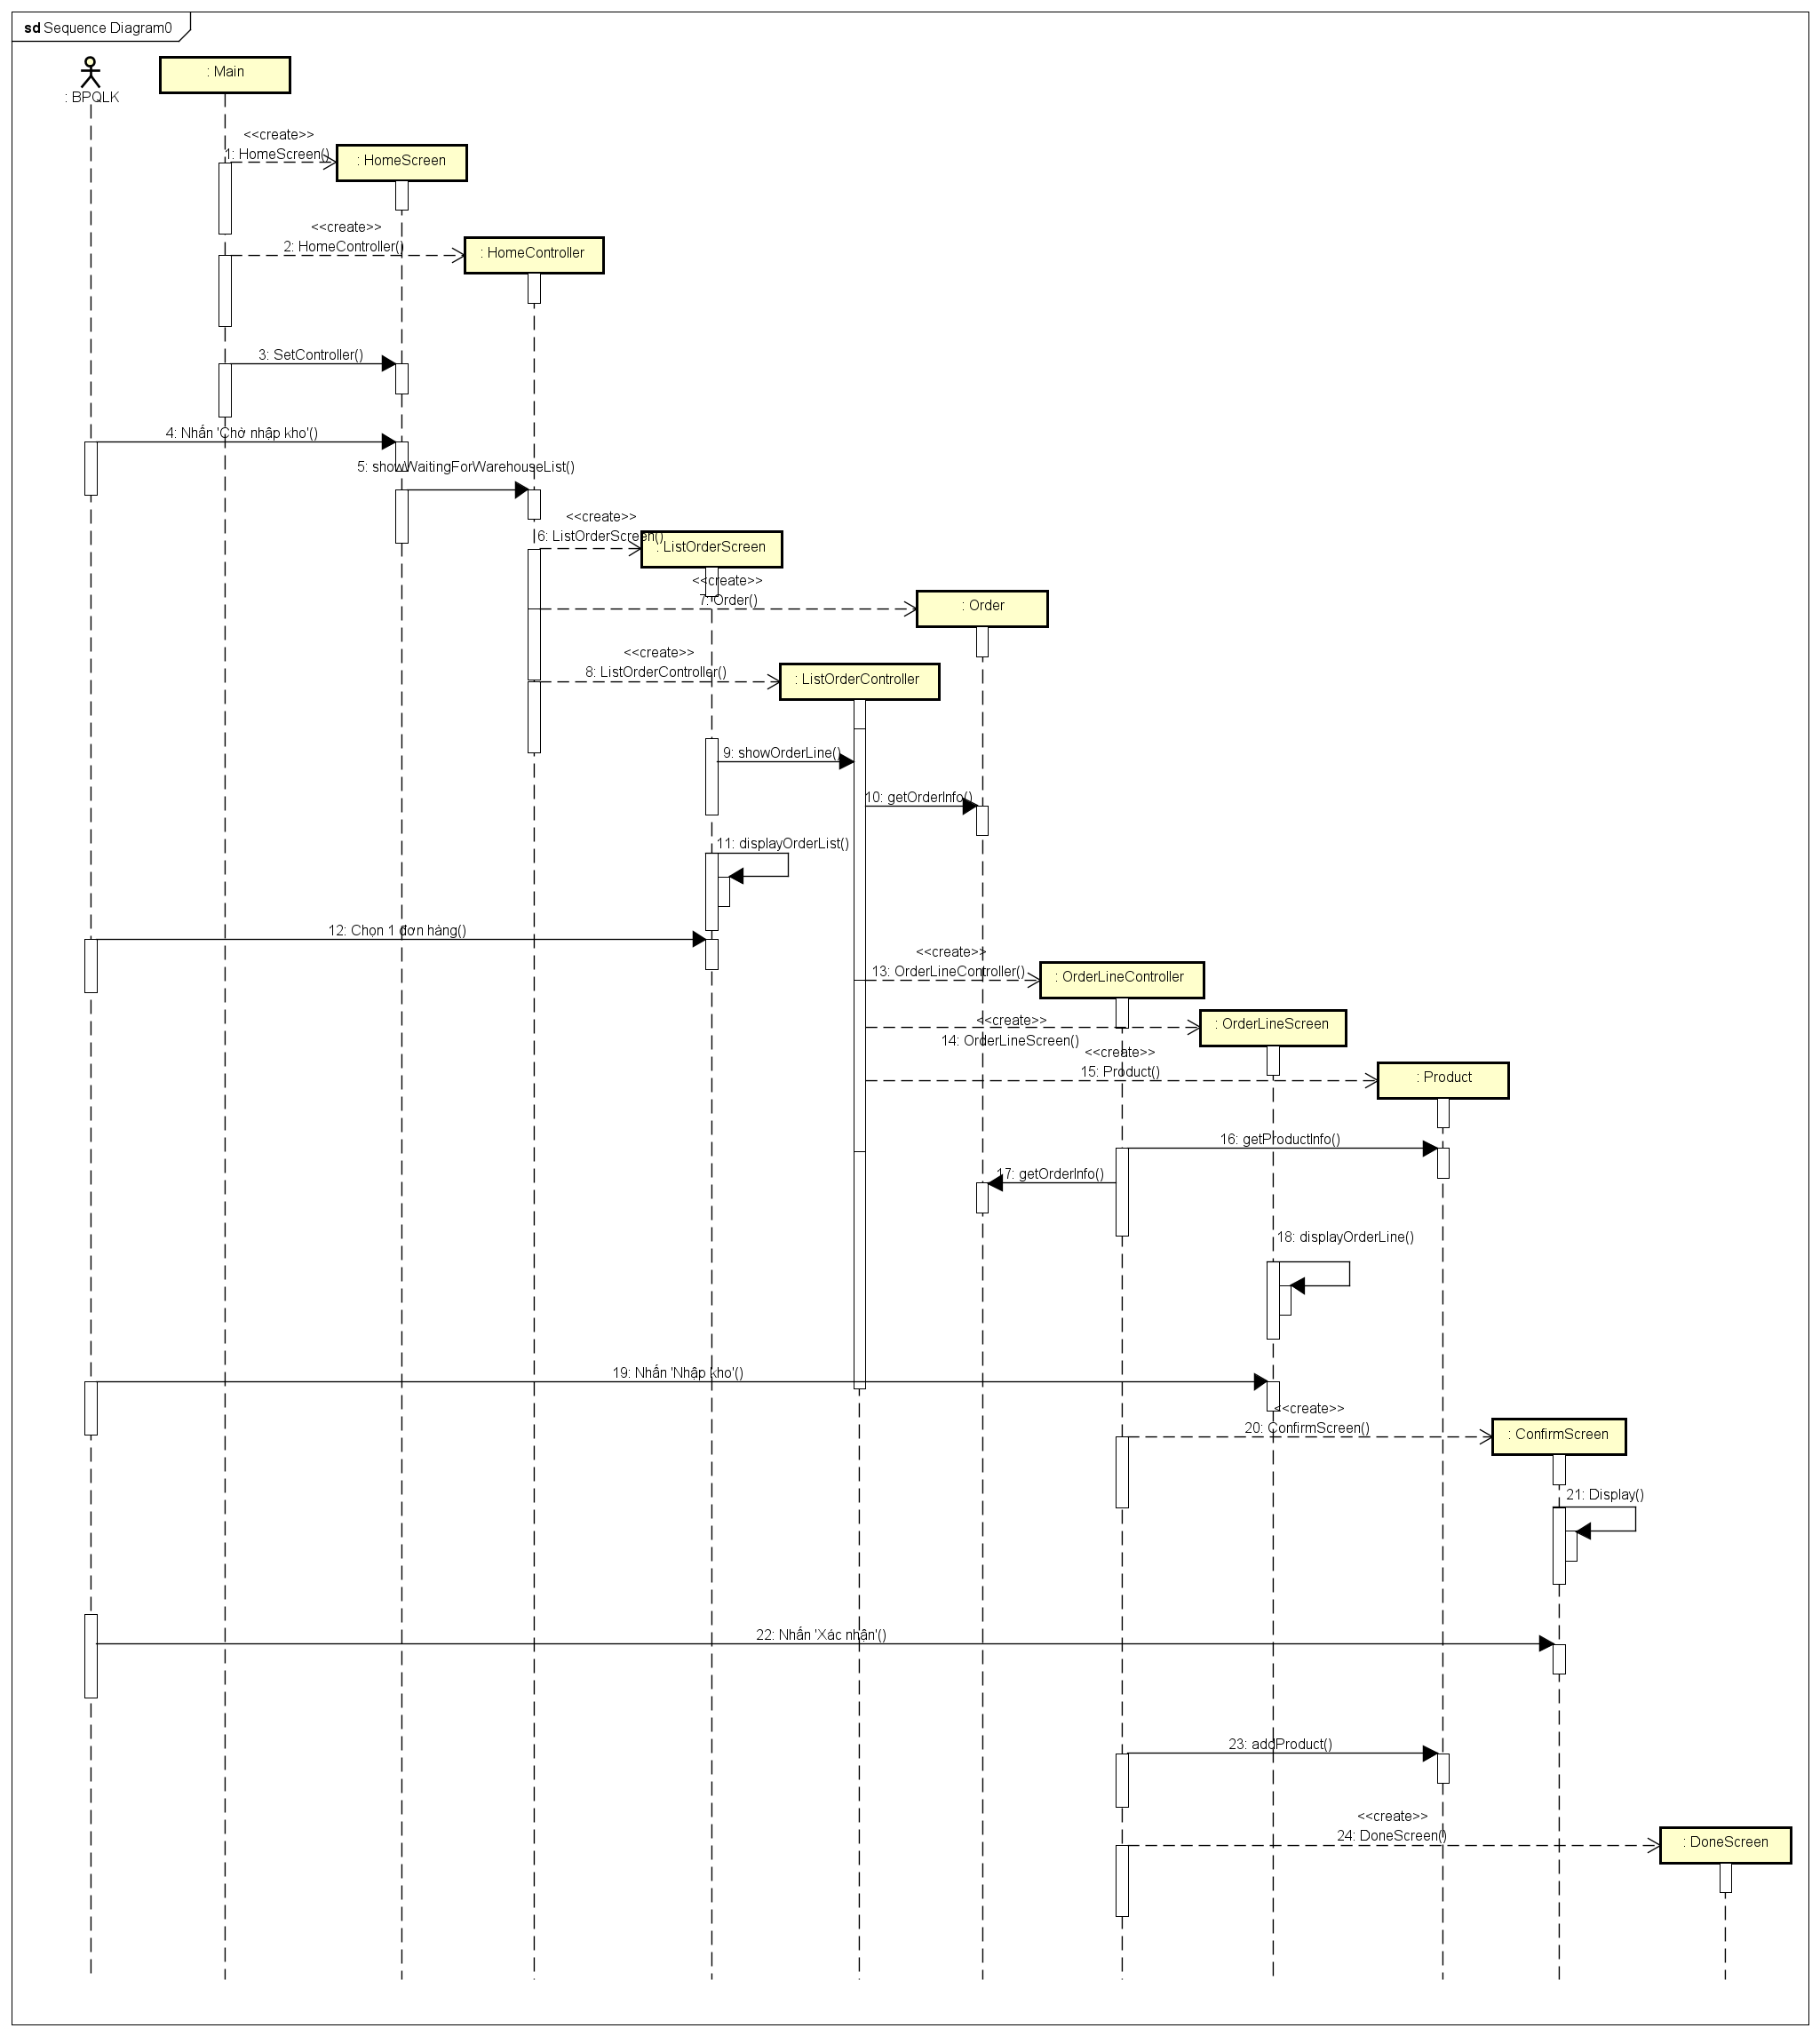 sd Sequence Diagram0
: BPQLK
: Main
<<create>>
1: HomeScreen()
: HomeScreen
<<create>>
2: HomeController()
: HomeController
3: SetController()
4: Nhấn 'Chờ nhập kho'()
5: showWaitingForWarehouseList()
<<create>>
6: ListOrderScreen()
: ListOrderScreen
<<create>>
7: Order()
: Order
<<create>>
8: ListOrderController()
: ListOrderController
9: showOrderLine()
10: getOrderInfo()
11: displayOrderList()
12: Chọn 1 đơn hàng()
<<create>>
13: OrderLineController()
: OrderLineController
<<create>>
14: OrderLineScreen()
: OrderLineScreen
<<create>>
15: Product()
: Product
16: getProductInfo()
17: getOrderInfo()
18: displayOrderLine()
19: Nhấn 'Nhập kho'()
<<create>>
20: ConfirmScreen()
: ConfirmScreen
21: Display()
22: Nhấn 'Xác nhận'()
23: addProduct()
<<create>>
24: DoneScreen()
: DoneScreen